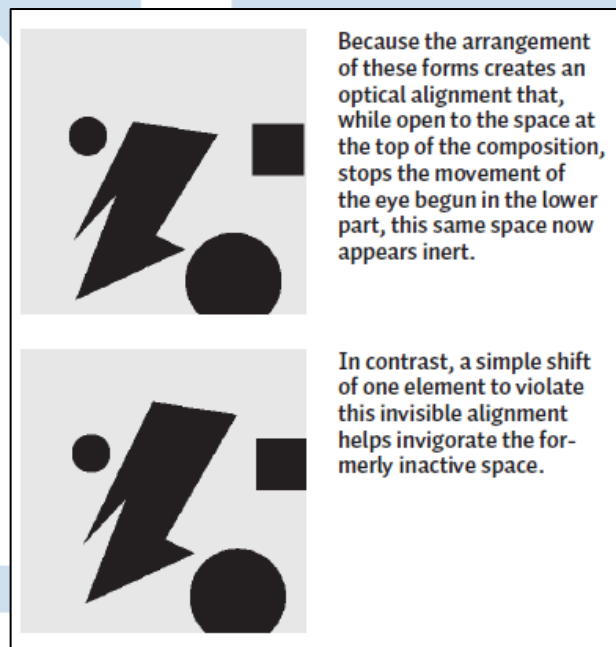 Because the arrangement
of these forms creates an
optical alignment that,
while open to the space at
the top of the composition,
stops the movement of
the eye begun in the lower
part, this same space now
appears inert.
In contrast, a simple shift
of one element to violate
this invisible alignment
helps invigorate the for-
merly inactive space.